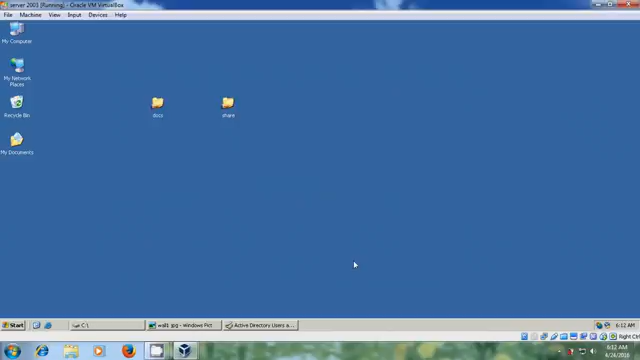 server 2003 [Running] - Oracle VM VirtualBox
File Machine View Input Devices Help
My Computer
My Network
Places
docs
share
Recycle Bin
My Documents
Start
C:\
wall1 jpg - Windows Pict
Active Directory Users a...
6:12 AM
Right Ctrl
6:12 AM
4/24/2018